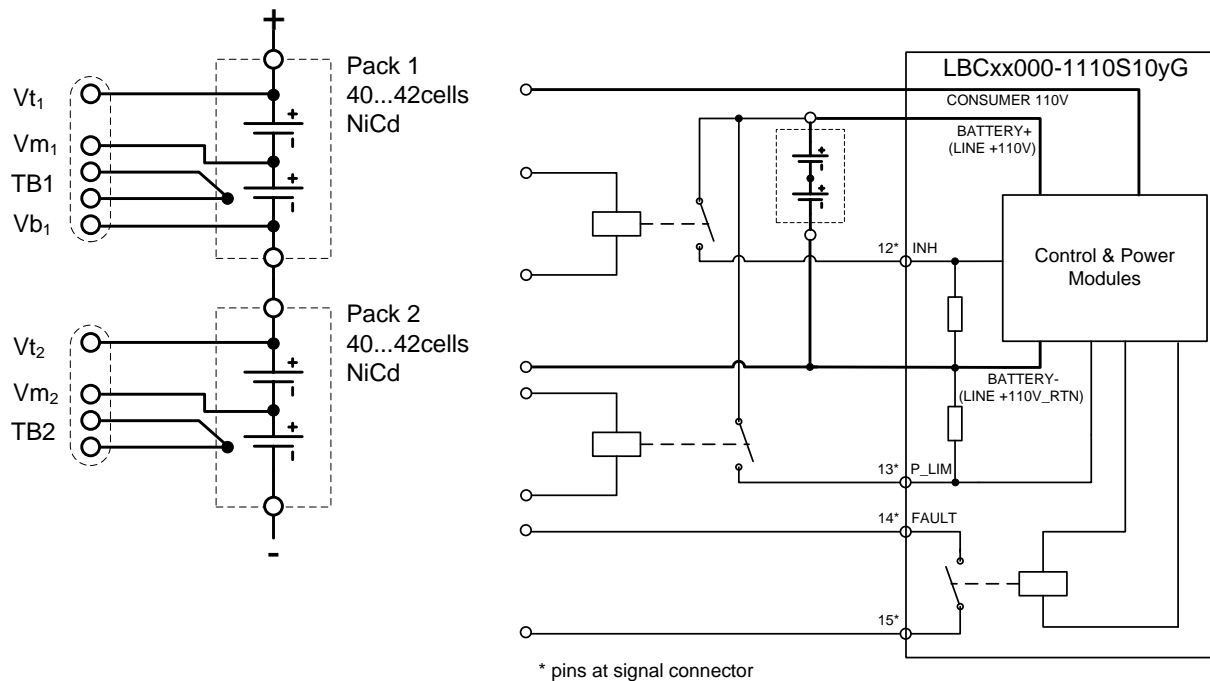 +
Pack 1
40...42cells
NiCd
Vt₁
Vm₁
TB1
Vb₁
+
+
Pack 2
40...42cells
NiCd
Vt₂
Vm₂
TB2
+
+
-
LBCxx000-1110S10yG
CONSUMER 110V
BATTERY+
(LINE +110V)
+
+
12* INH
Control & Power
Modules
BATTERY-
(LINE +110V_RTN)
13* P_LIM
14* FAULT
15*
* pins at signal connector